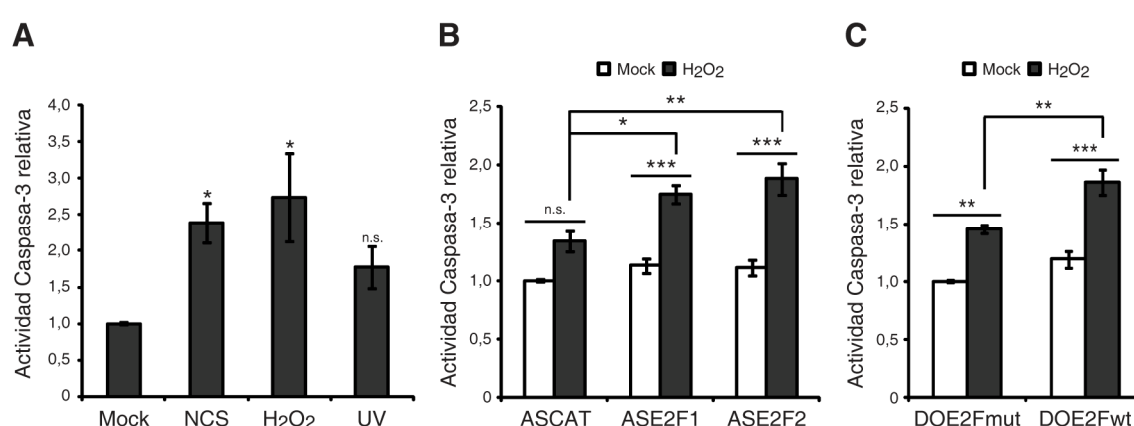 A
Actividad Caspasa-3 relativa
4,0
3,5
3,0
2,5
2,0
1,5
1,0
0,5
0
*
*
n.s.
Mock NCS H2O2 UV
B
Mock H2O2
Actividad Caspasa-3 relativa
2,5
2,0
1,5
1,0
0,5
0
**
*
n.s.
***
***
ASCAT ASE2F1 ASE2F2
C
Mock H2O2
Actividad Caspasa-3 relativa
2,5
2,0
1,5
1,0
0,5
0
**
**
***
DOE2Fmut DOE2Fwt